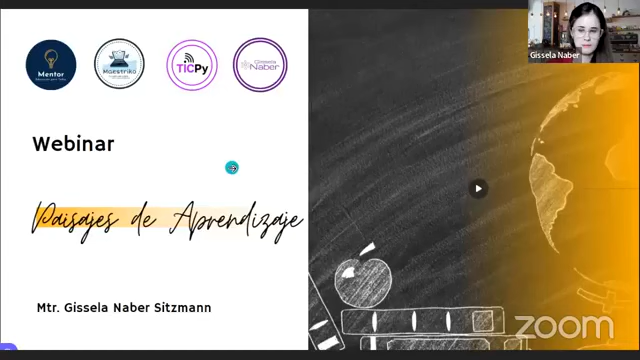 Mentor
Maestriko
TICPy
Gissela
Naber
Gissela Naber
Webinar
Paisajes de Aprendizaje
Mtr. Gissela Naber Sitzmann
zoom